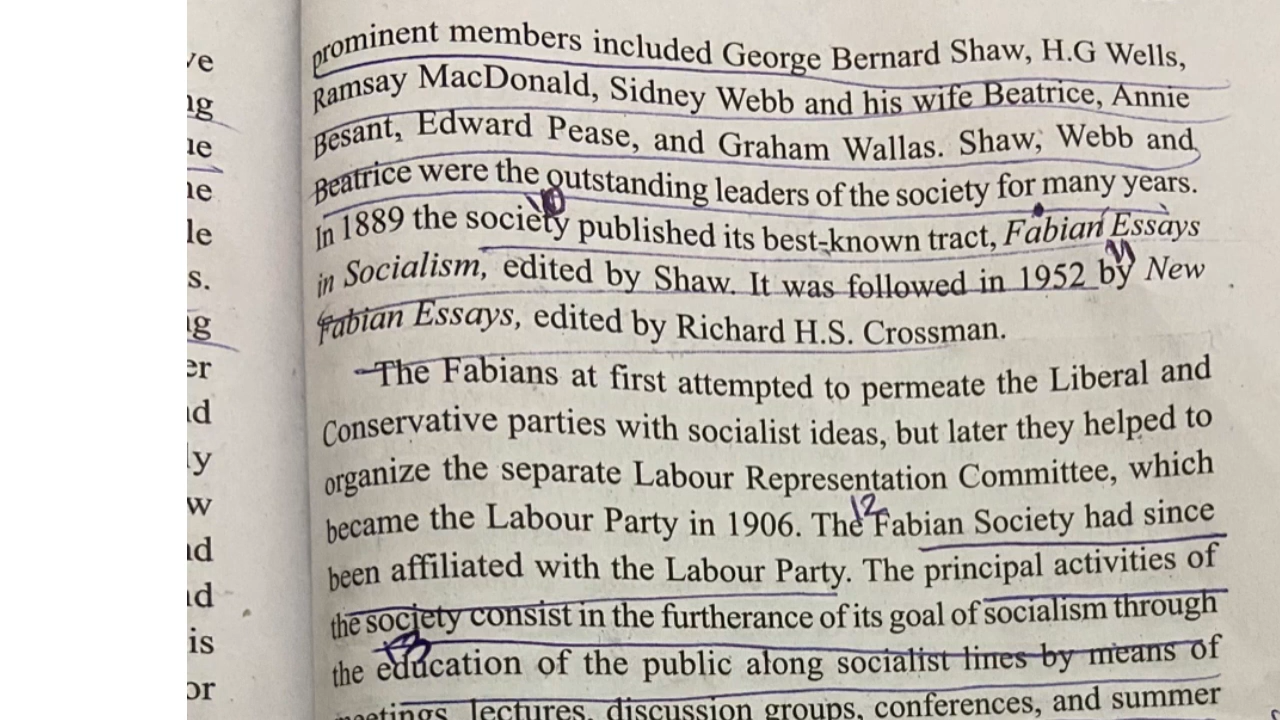 prominent members included George Bernard Shaw, H.G Wells,
Ramsay MacDonald, Sidney Webb and his wife Beatrice, Annie
Besant, Edward Pease, and Graham Wallas. Shaw, Webb and
Beatrice were the outstanding leaders of the society for many years.
In 1889 the society published its best-known tract, Fabian Essays
in Socialism, edited by Shaw. It was followed in 1952 by New
Fabian Essays, edited by Richard H.S. Crossman.
The Fabians at first attempted to permeate the Liberal and
Conservative parties with socialist ideas, but later they helped to
organize the separate Labour Representation Committee, which
became the Labour Party in 1906. The Fabian Society had since
12
been affiliated with the Labour Party. The principal activities of
the society consist in the furtherance of its goal of socialism through
the education of the public along socialist lines by means of
meetings, lectures, discussion groups, conferences, and summer